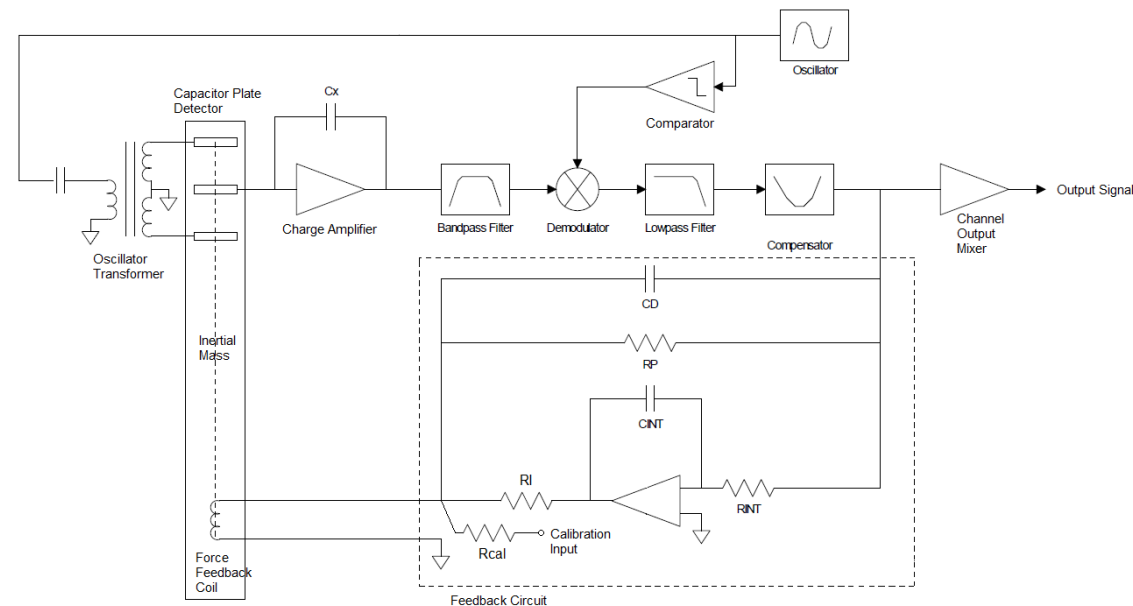 Oscillator
Capacitor Plate
Detector
Cx
Comparator
Output Signal
Charge Amplifier
Bandpass Filter
Demodulator
Lowpass Filter
Compensator
Channel
Output
Mixer
Oscillator
Transformer
CD
Inertial
Mass
RP
CINT
RI
RINT
Rcal
Calibration
Input
Force
Feedback
Coil
Feedback Circuit